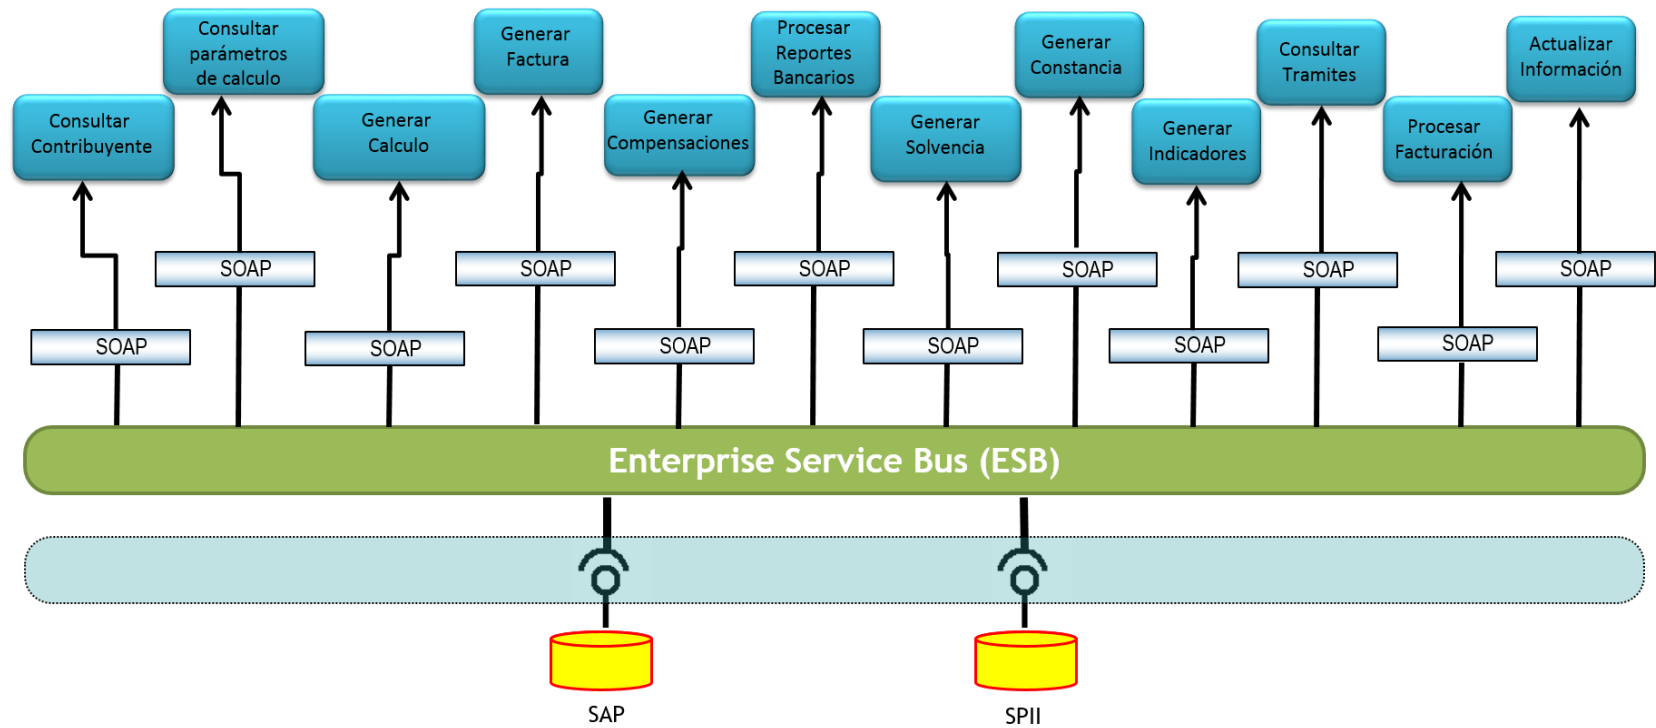 Consultar
parámetros
de calculo
Generar
Factura
Procesar
Reportes
Bancarios
Generar
Constancia
Consultar
Tramites
Actualizar
Información
Consultar
Contribuyente
Generar
Calculo
Generar
Compensaciones
Generar
Solvencia
Generar
Indicadores
Procesar
Facturación
SOAP
SOAP
SOAP
SOAP
SOAP
SOAP
SOAP
SOAP
SOAP
SOAP
SOAP
SOAP
Enterprise Service Bus (ESB)
SAP
SPII